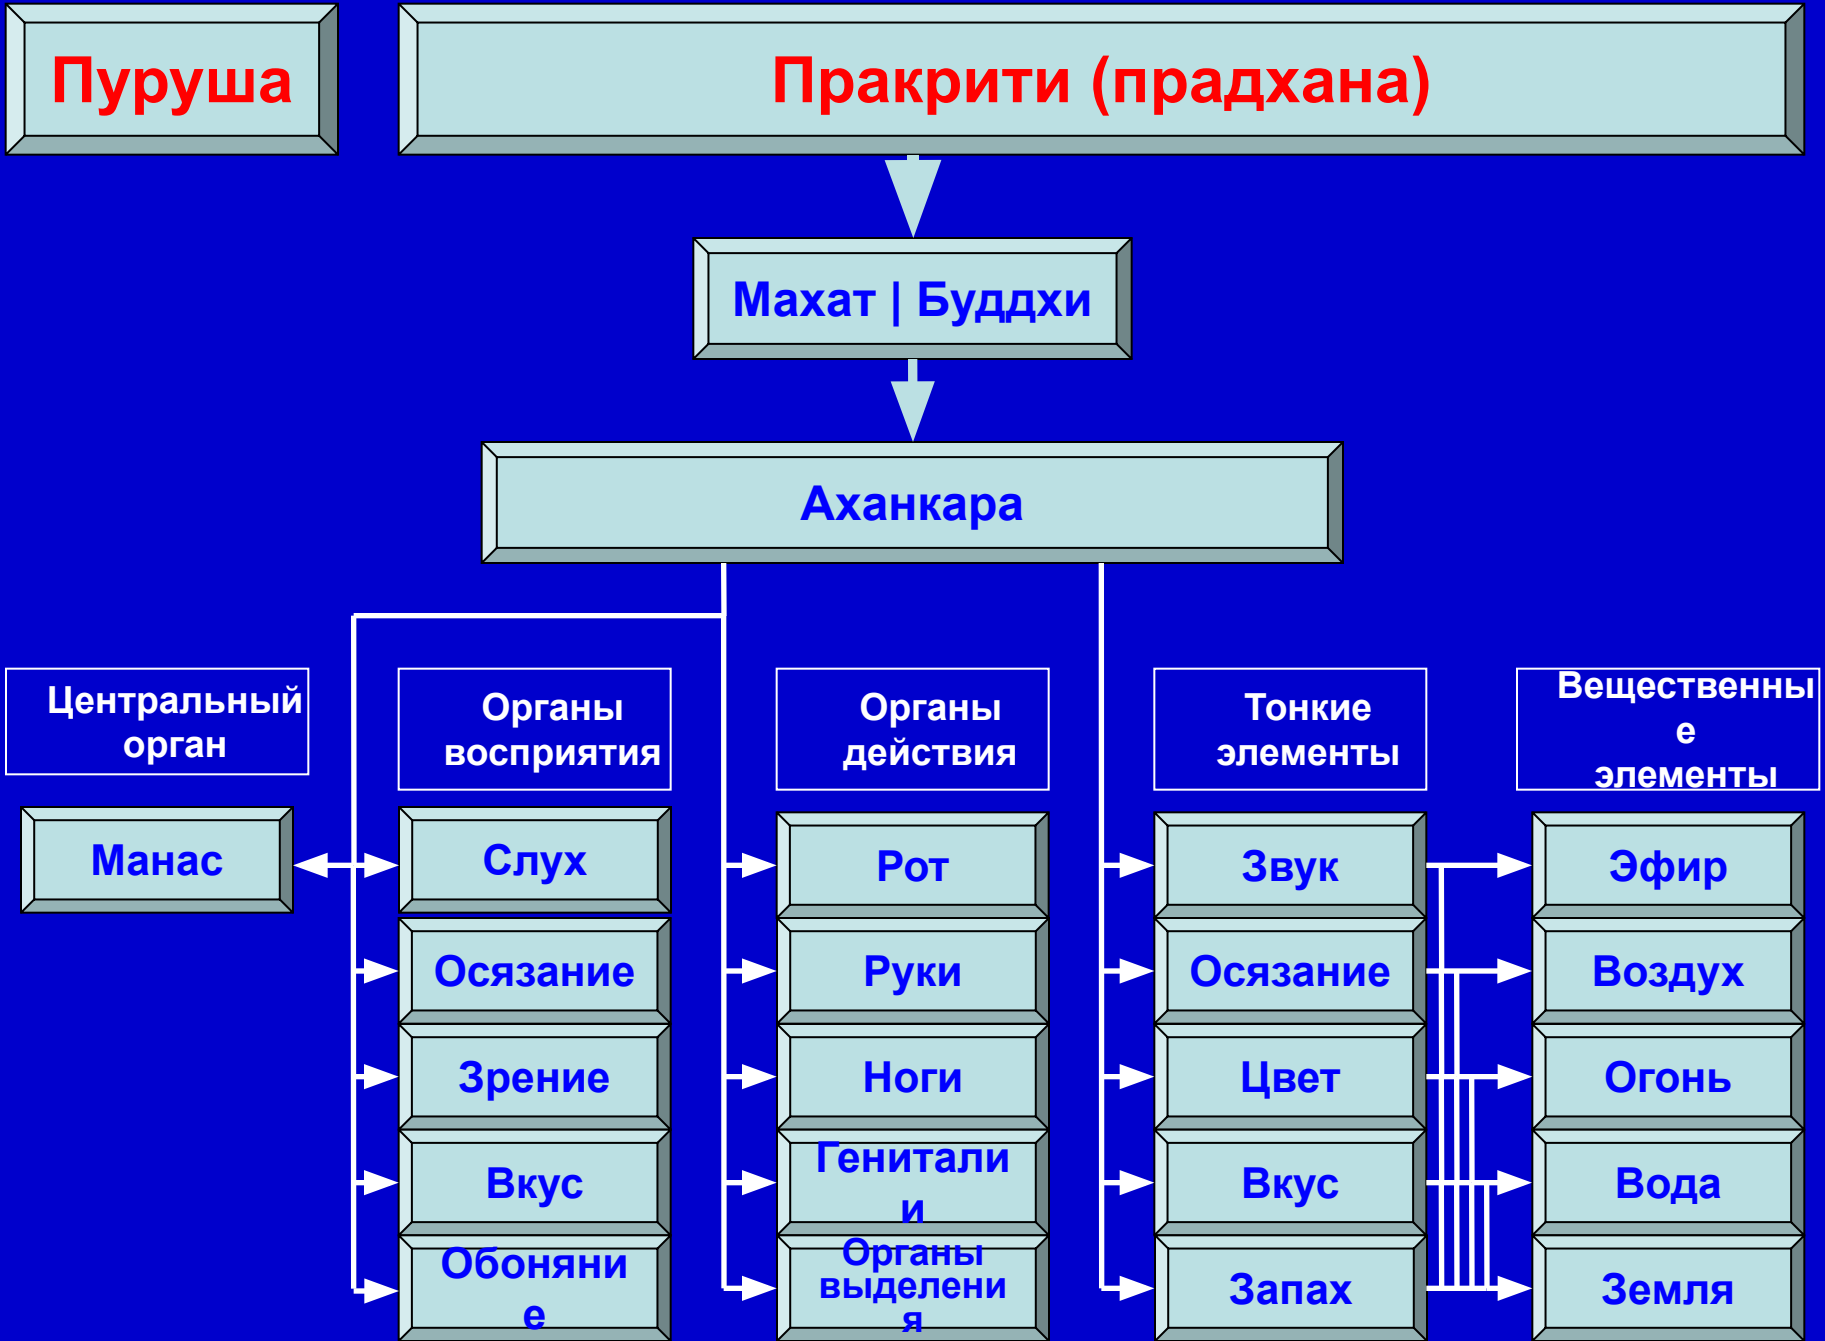 Пуруша
Пракрити (прадхана)
Махат | Буддхи
Аханкара
Центральный
орган
Органы
восприятия
Органы
действия
Тонкие
элементы
Вещественны
е
элементы
Манас
Слух
Рот
Звук
Эфир
Осязание
Руки
Осязание
Воздух
Зрение
Ноги
Цвет
Огонь
Вкус
Генитали
и
Вкус
Вода
Обоняни
е
Органы
выделени
я
Запах
Земля